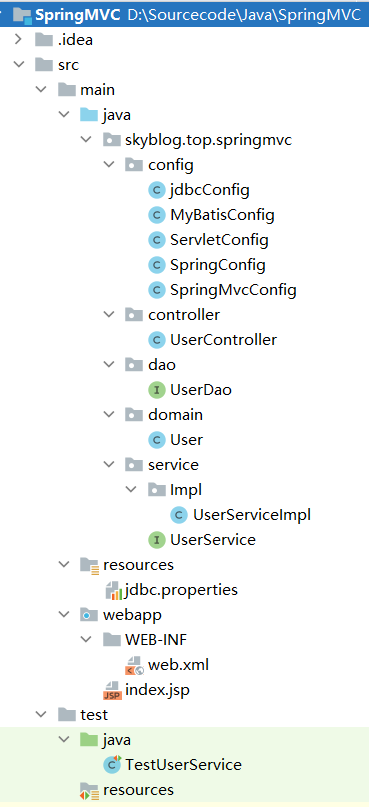 SpringMVC D:\Sourcecode\Java\SpringMVC
.idea
src
main
java
skyblog.top.springmvc
config
jdbcConfig
MyBatisConfig
ServletConfig
SpringConfig
SpringMvcConfig
controller
UserController
dao
UserDao
domain
User
service
Impl
UserServiceImpl
UserService
resources
jdbc.properties
webapp
WEB-INF
web.xml
index.jsp
test
java
TestUserService
resources